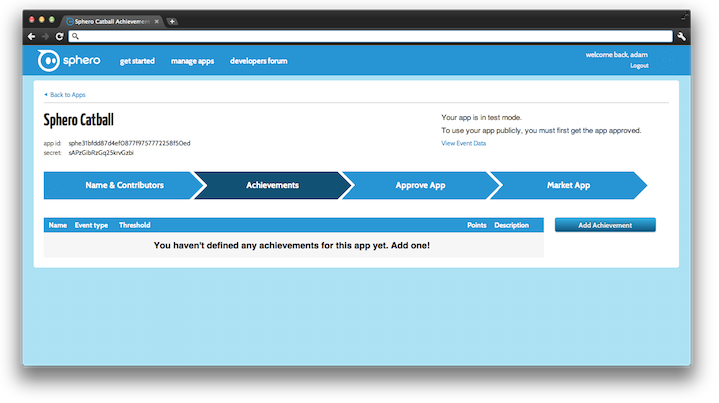 Sphero Catball Achievement
sphero
get started
manage apps
developers forum
welcome back, adam
Logout
Back to Apps
Sphero Catball
app id: sphe31bfdd87d4ef0877f9757772258f50ed
secret: sAPzGibRzGq25krvGzbi
Your app is in test mode.
To use your app publicly, you must first get the app approved.
View Event Data
Name & Contributors
Achievements
Approve App
Market App
Name Event type Threshold Points Description
Add Achievement
You haven't defined any achievements for this app yet. Add one!